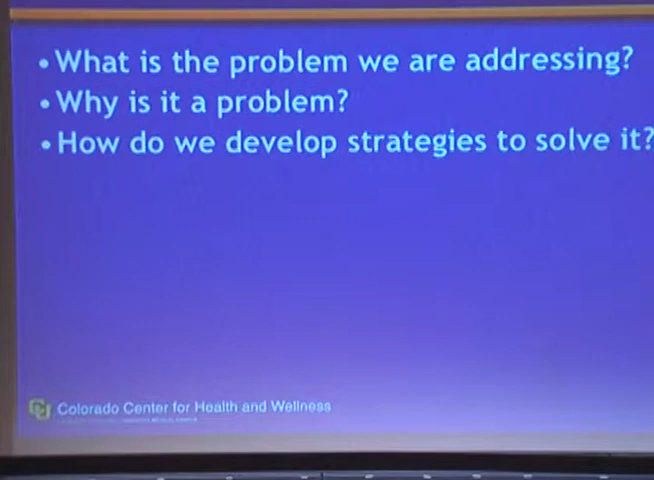 •What is the problem we are addressing?
•Why is it a problem?
•How do we develop strategies to solve it?
Colorado Center for Health and Wellness